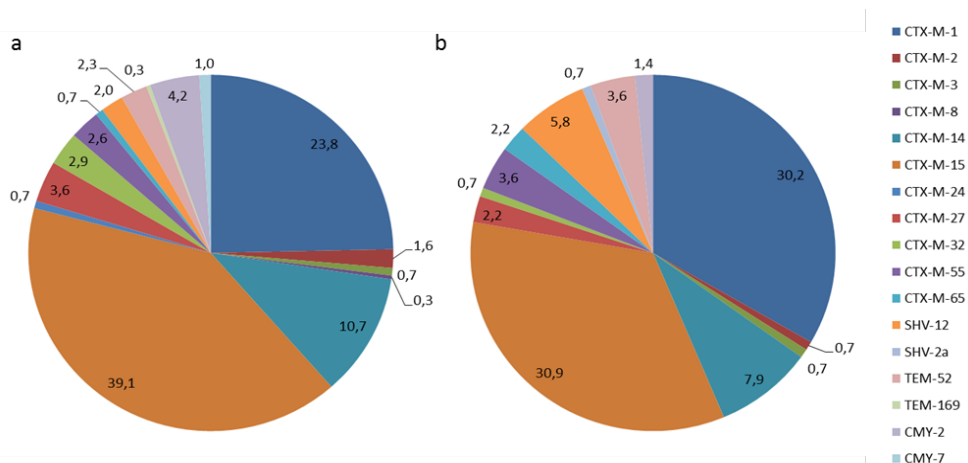 a
1,0
0,3
2,3
4,2
2,0
0,7
2,6
2,9
3,6
0,7
23,8
1,6
0,7
0,3
10,7
39,1
b
1,4
0,7
3,6
5,8
2,2
3,6
0,7
2,2
30,2
0,7
0,7
7,9
30,9
CTX-M-1
CTX-M-2
CTX-M-3
CTX-M-8
CTX-M-14
CTX-M-15
CTX-M-24
CTX-M-27
CTX-M-32
CTX-M-55
CTX-M-65
SHV-12
SHV-2a
TEM-52
TEM-169
CMY-2
CMY-7